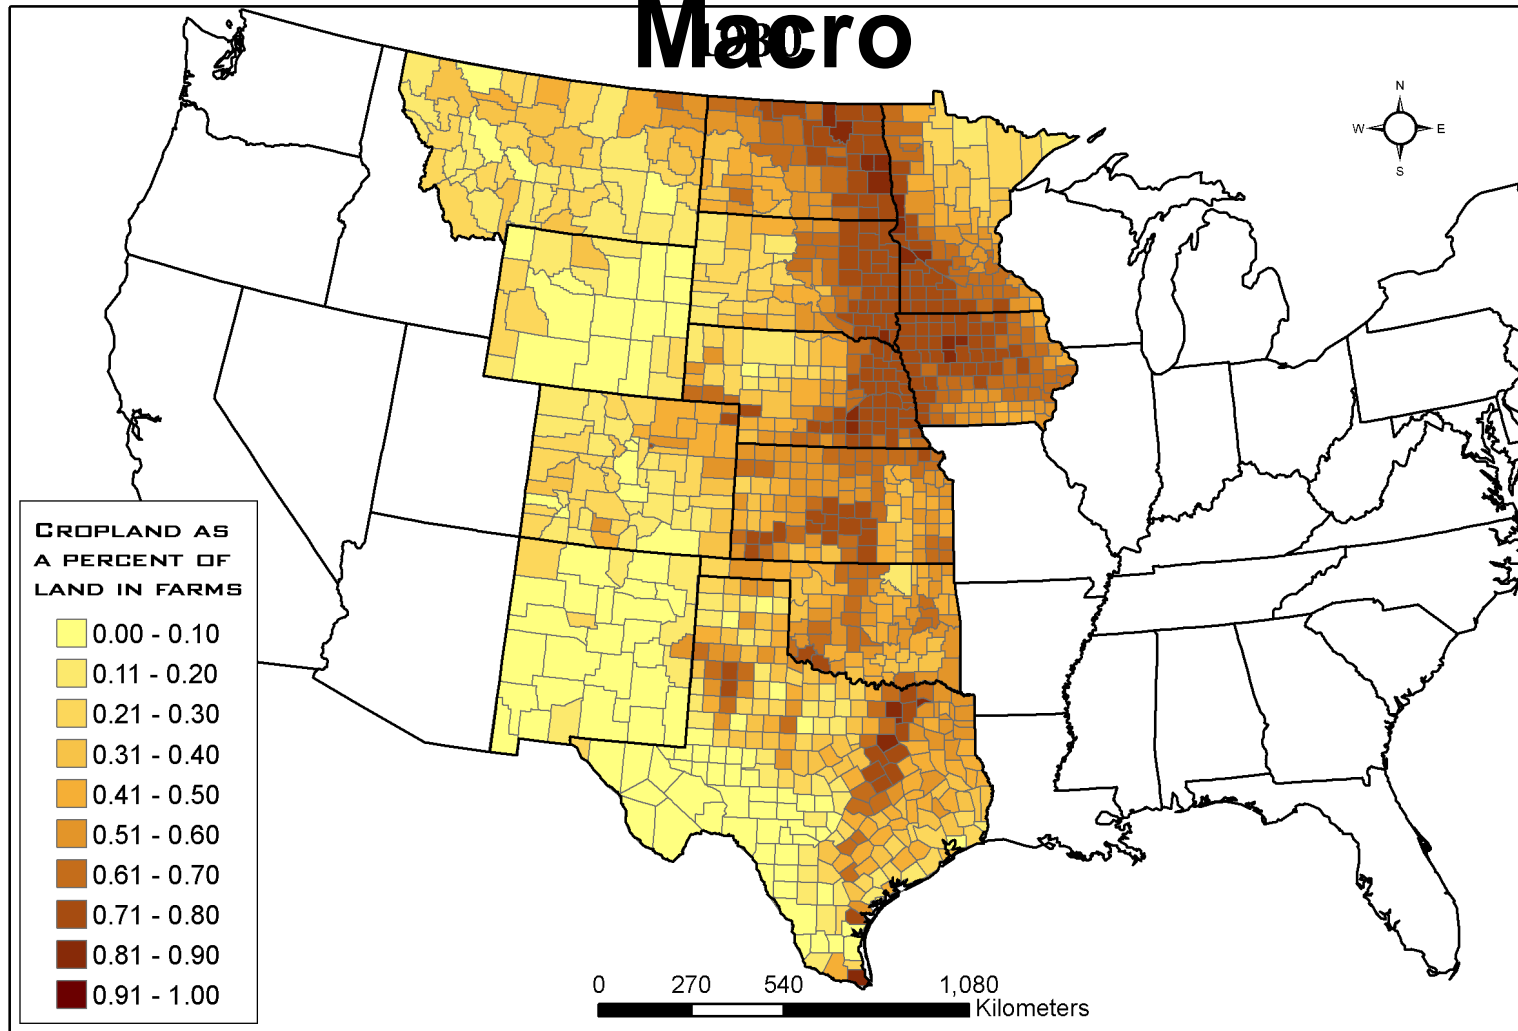 Macro
1930
N
W E
S
CROPLAND AS
A PERCENT OF
LAND IN FARMS
0.00 - 0.10
0.11 - 0.20
0.21 - 0.30
0.31 - 0.40
0.41 - 0.50
0.51 - 0.60
0.61 - 0.70
0.71 - 0.80
0.81 - 0.90
0.91 - 1.00
0 270 540 1,080
Kilometers